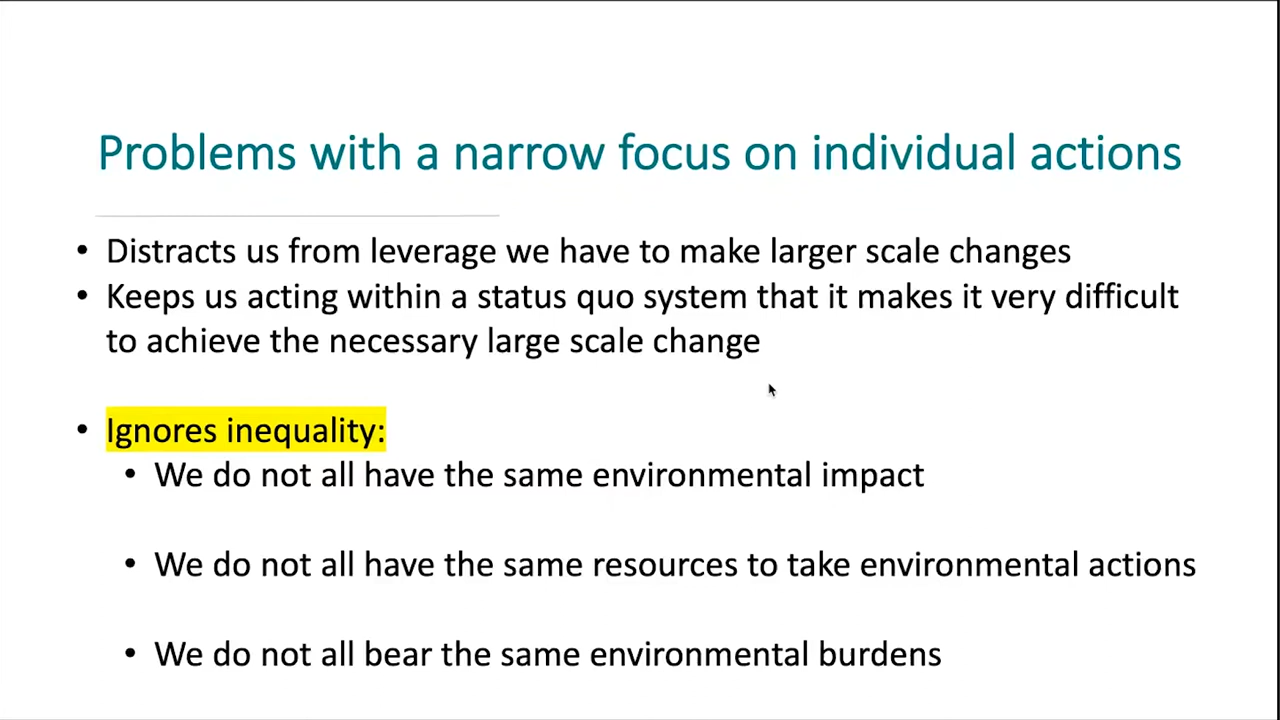 Problems with a narrow focus on individual actions
• Distracts us from leverage we have to make larger scale changes
• Keeps us acting within a status quo system that it makes it very difficult
to achieve the necessary large scale change
• Ignores inequality:
• We do not all have the same environmental impact
• We do not all have the same resources to take environmental actions
• We do not all bear the same environmental burdens